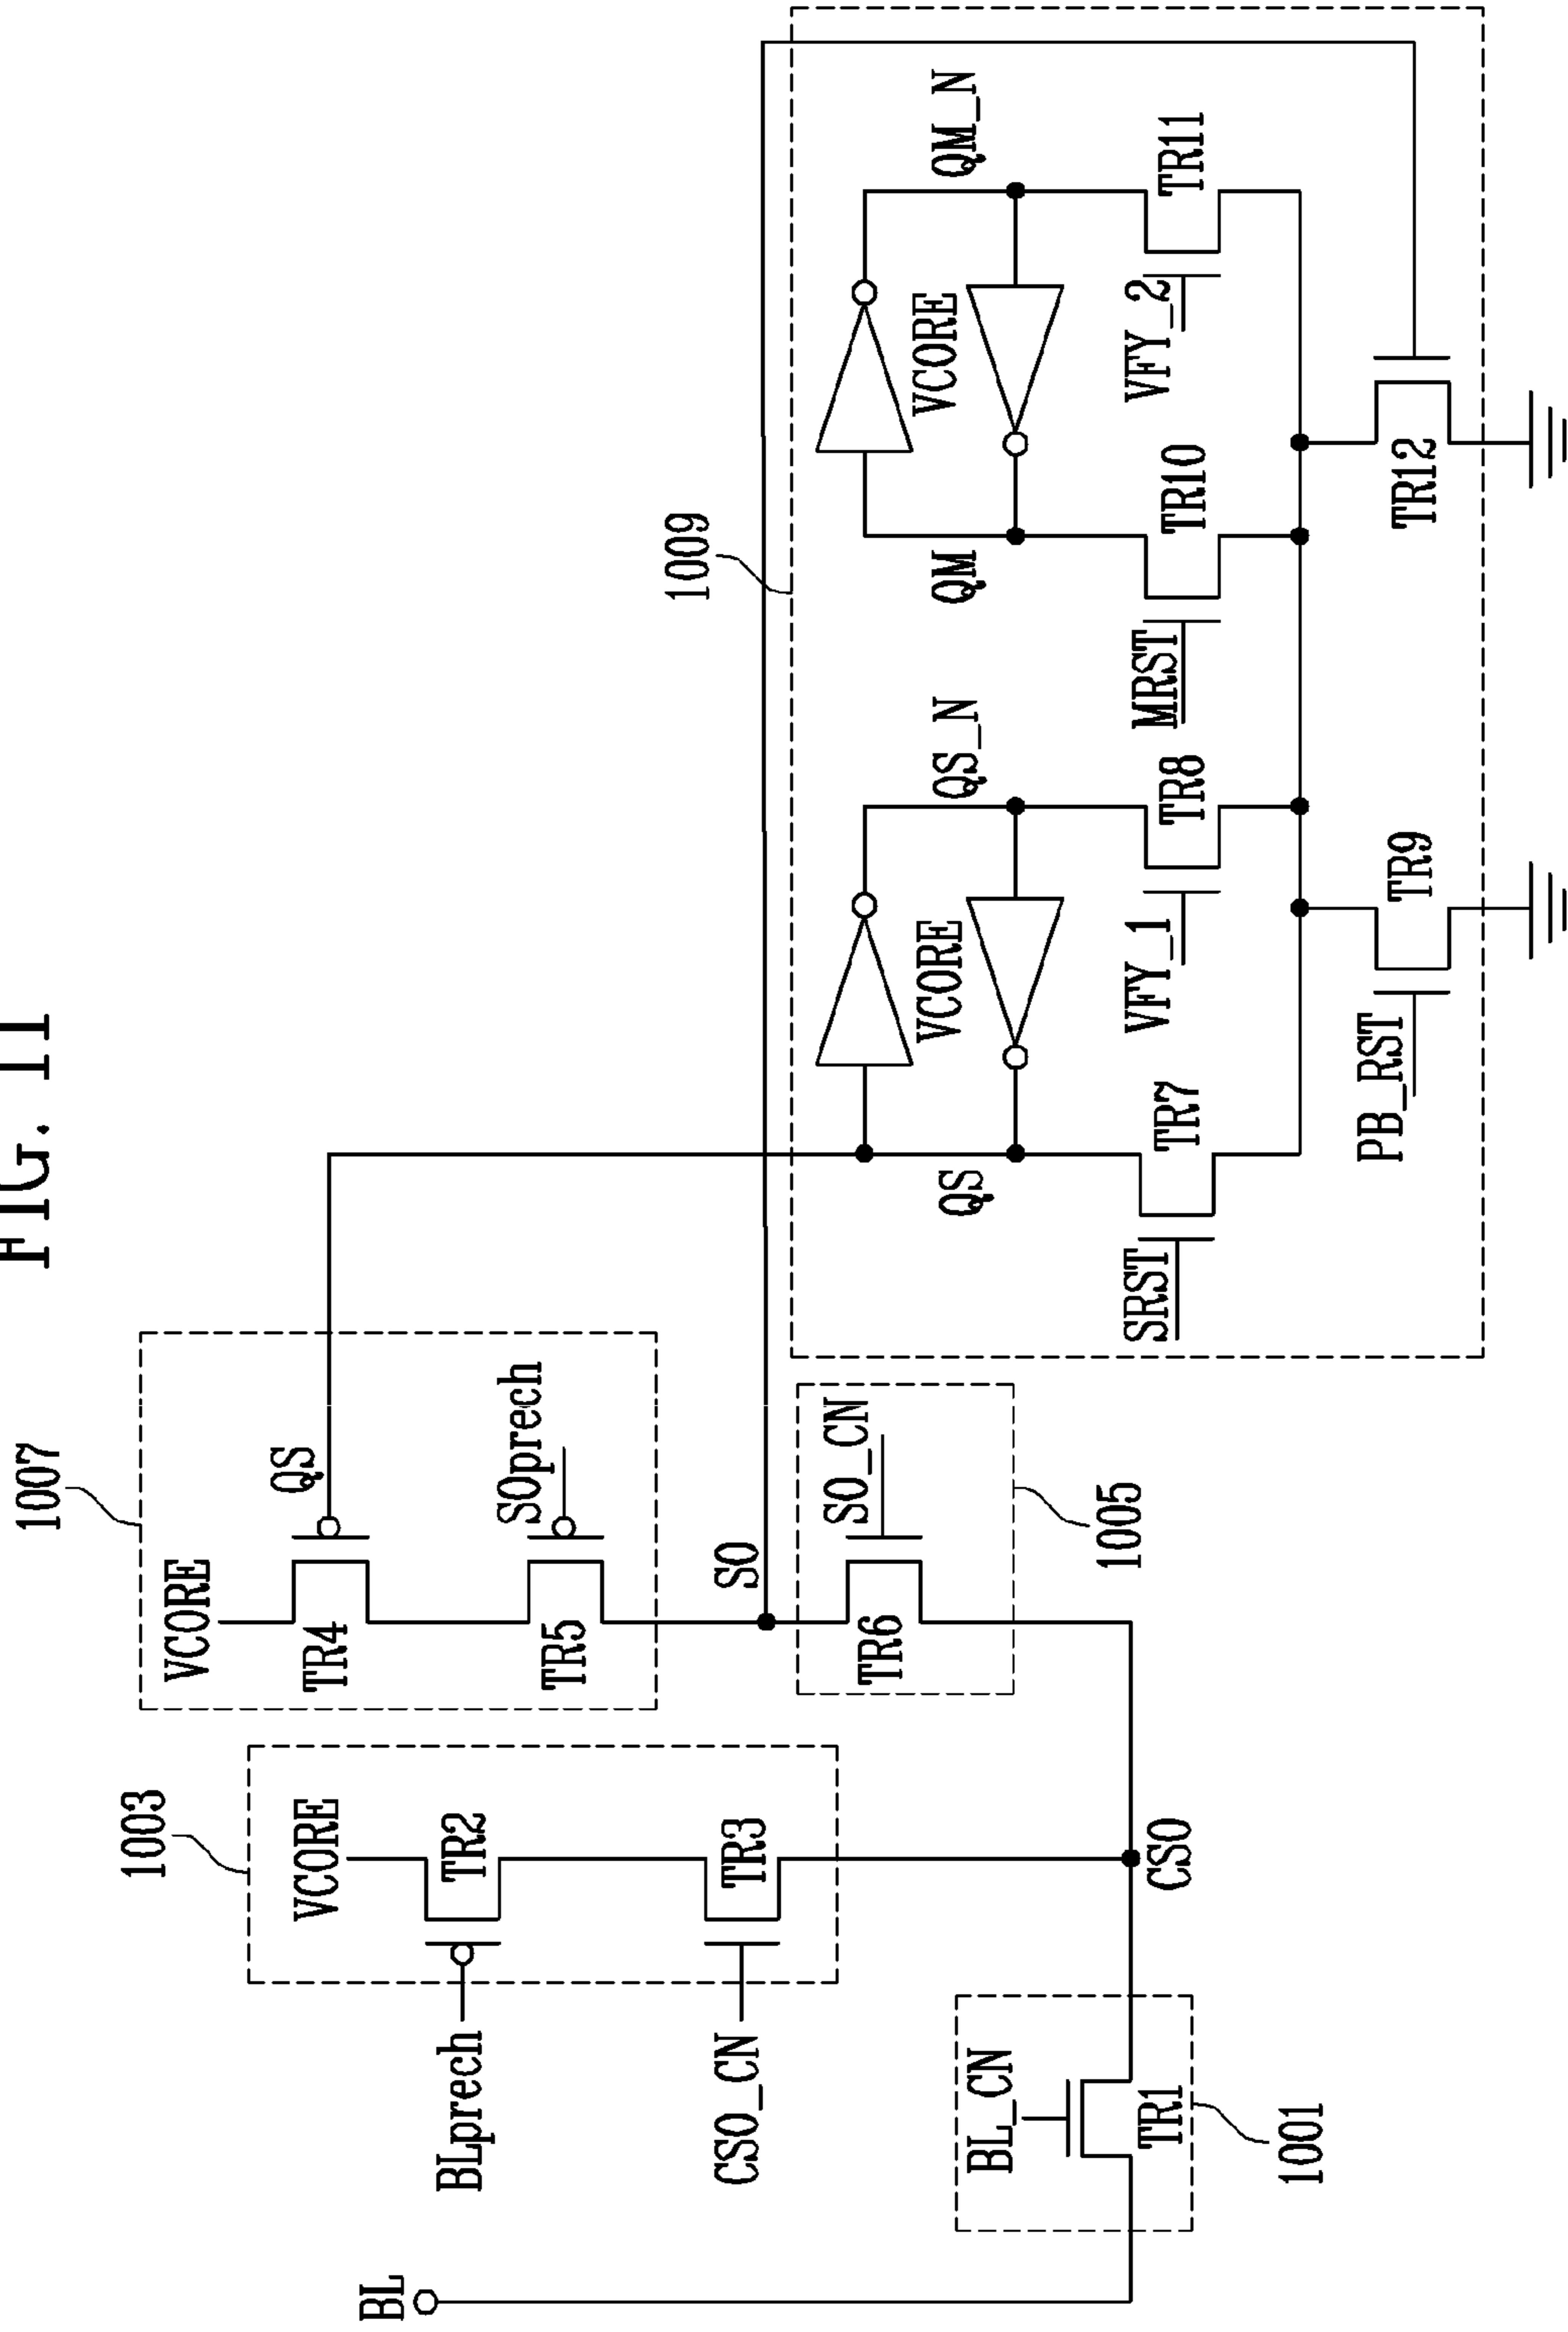 FIG. 11
1007
VCORE
QS
TR4
SOprech
TR5
1003
VCORE
TR2
BLprech
TR3
CSO_CN
SO
SO_CN
TR6
1005
BL
BL_CN
TR1
1001
CSO
1009
QS
VCORE
QS_N
QM
VCORE
QM_N
SRST
TR7
VFY_1
TR8
MRST
TR10
VFY_2
TR11
PB_RST
TR9
TR12